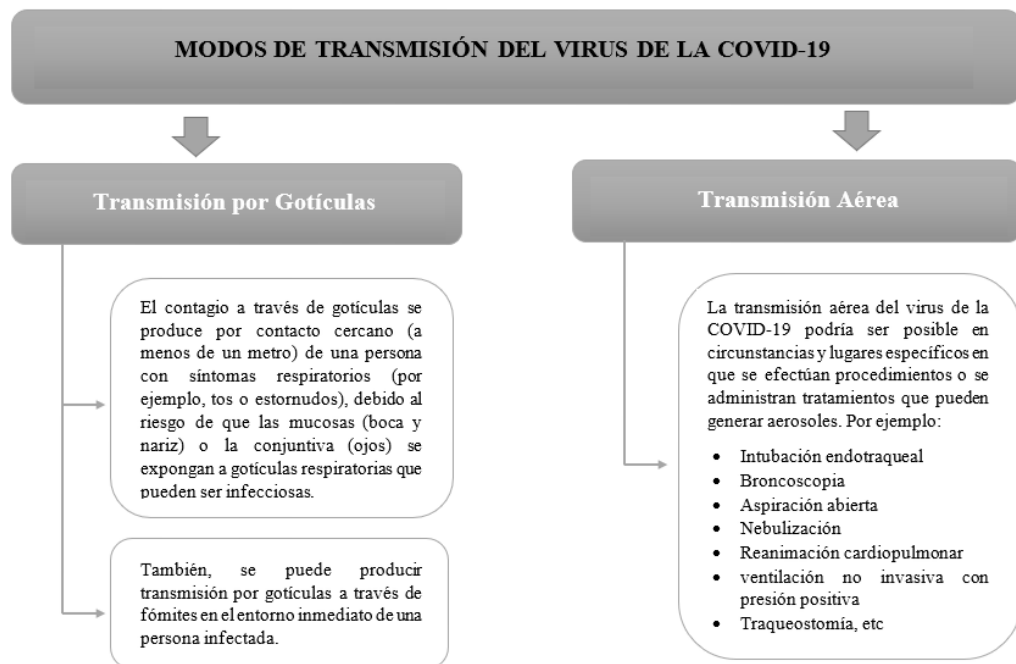 MODOS DE TRANSMISIÓN DEL VIRUS DE LA COVID-19
Transmisión por Gotículas
El contagio a través de gotículas se
produce por contacto cercano (a
menos de un metro) de una persona
con síntomas respiratorios (por
ejemplo, tos o estornudos), debido al
riesgo de que las mucosas (boca y
nariz) o la conjuntiva (ojos) se
expongan a gotículas respiratorias que
pueden ser infecciosas.
También, se puede producir
transmisión por gotículas a través de
fómites en el entorno inmediato de una
persona infectada.
Transmisión Aérea
La transmisión aérea del virus de la
COVID-19 podría ser posible en
circunstancias y lugares específicos en
que se efectúan procedimientos o se
administran tratamientos que pueden
generar aerosoles. Por ejemplo:
• Intubación endotraqueal
• Broncoscopia
• Aspiración abierta
• Nebulización
• Reanimación cardiopulmonar
• ventilación no invasiva con
presión positiva
• Traqueostomía, etc